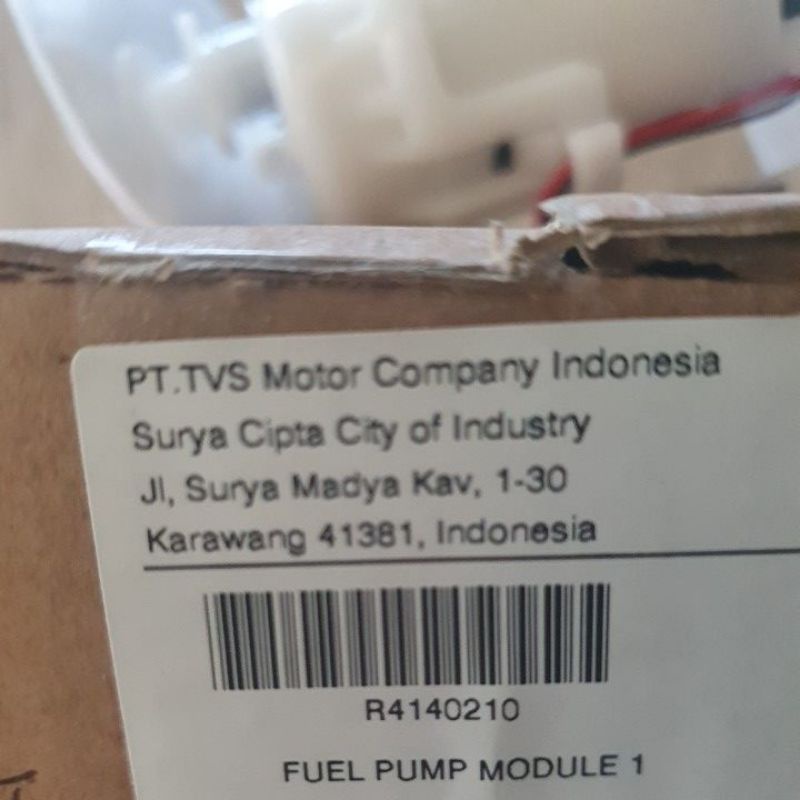 PT.TVS Motor Company Indonesia
Surya Cipta City of Industry
Jl, Surya Madya Kav, 1-30
Karawang 41381, Indonesia
R4140210
FUEL PUMP MODULE 1